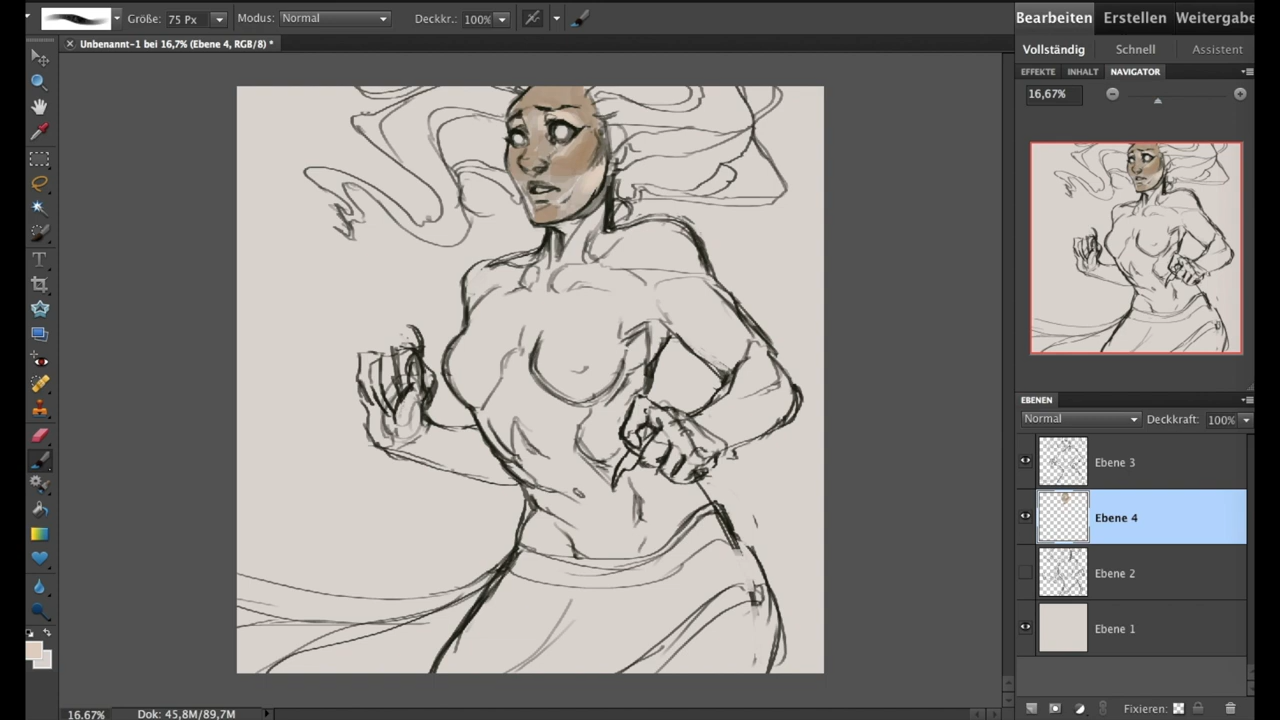 Größe: 75 Px Modus: Normal Deckkr.: 100%
Bearbeiten Erstellen Weitergabe
Unbenannt-1 bei 16,7% (Ebene 4, RGB/8) *
Vollständig Schnell Assistent
EFFEKTE INHALT NAVIGATOR
16,67%
EBENEN
Normal Deckkraft: 100%
Ebene 3
Ebene 4
Ebene 2
Ebene 1
16.67% Dok: 45,8M/89,7M
Fixieren: